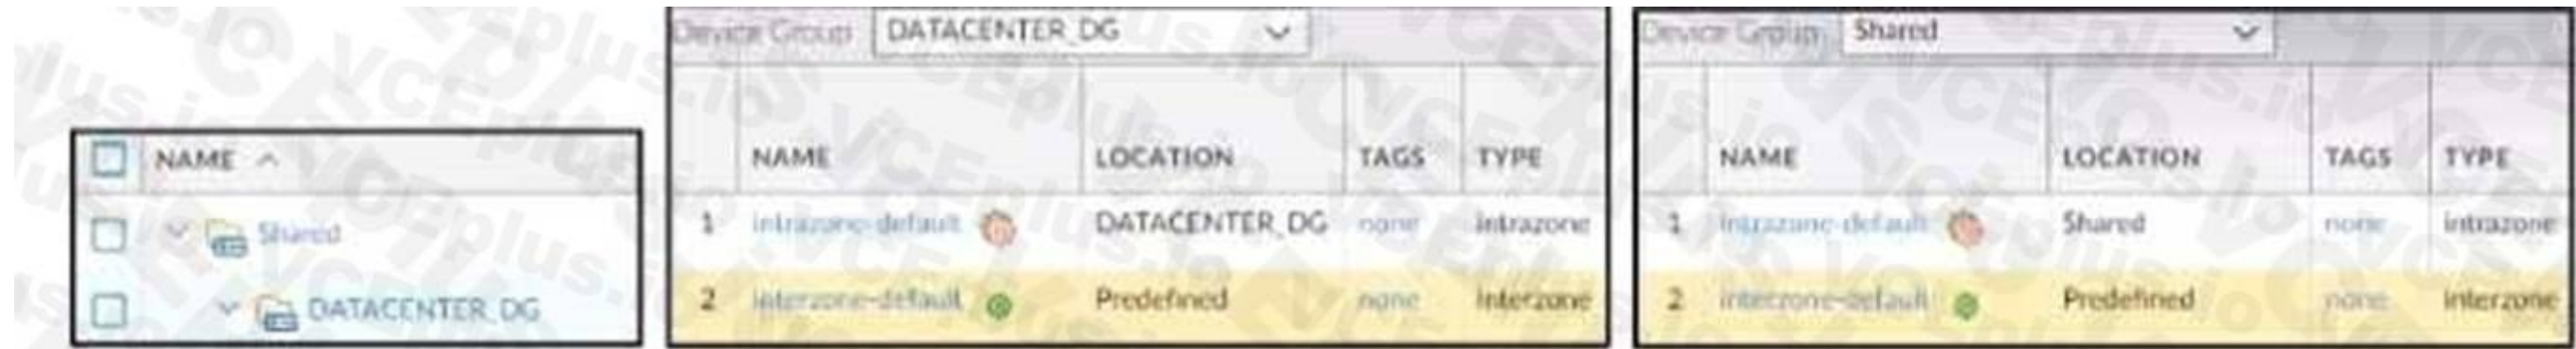 NAME
Shared
DATACENTER_DG
Device Group DATACENTER_DG
NAME LOCATION TAGS TYPE
1 intrazone-default DATACENTER_DG none intrazone
2 interzone-default Predefined none interzone
Device Group Shared
NAME LOCATION TAGS TYPE
1 intrazone-default Shared none intrazone
2 interzone-default Predefined none interzone
VCEplus.io